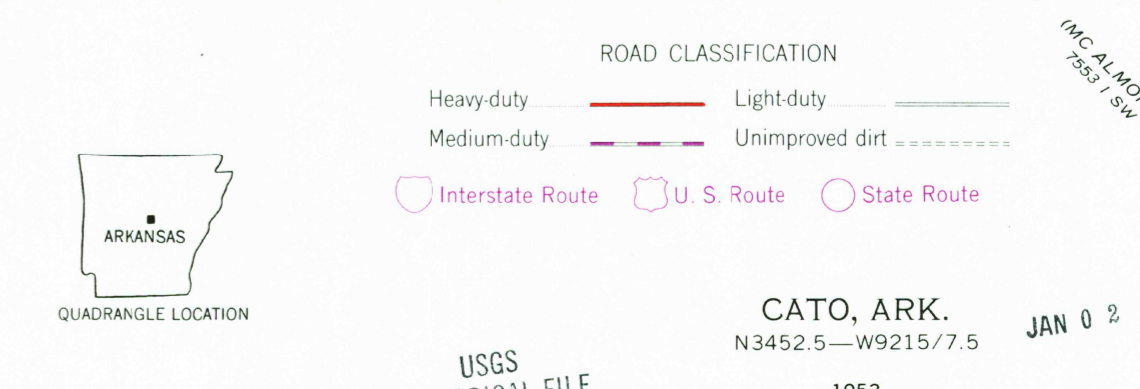 ROAD CLASSIFICATION
Heavy-duty Light-duty
Medium-duty Unimproved dirt
Interstate Route U. S. Route State Route
7553 I SW
ARKANSAS
QUADRANGLE LOCATION
CATO, ARK.
N3452.5—W9215/7.5
JAN 0 2
USGS
FILE